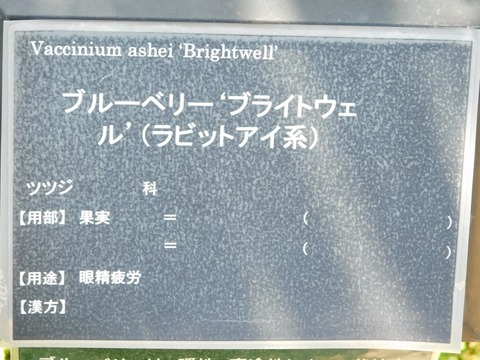 Vaccinium ashei ‘Brightwell’
ブルーベリー‘ブライトウェ
ル’（ラビットアイ系）
ツツジ 科
【用部】 果実 ＝ （ ）
＝ （ ）
【用途】 眼精疲労
【漢方】